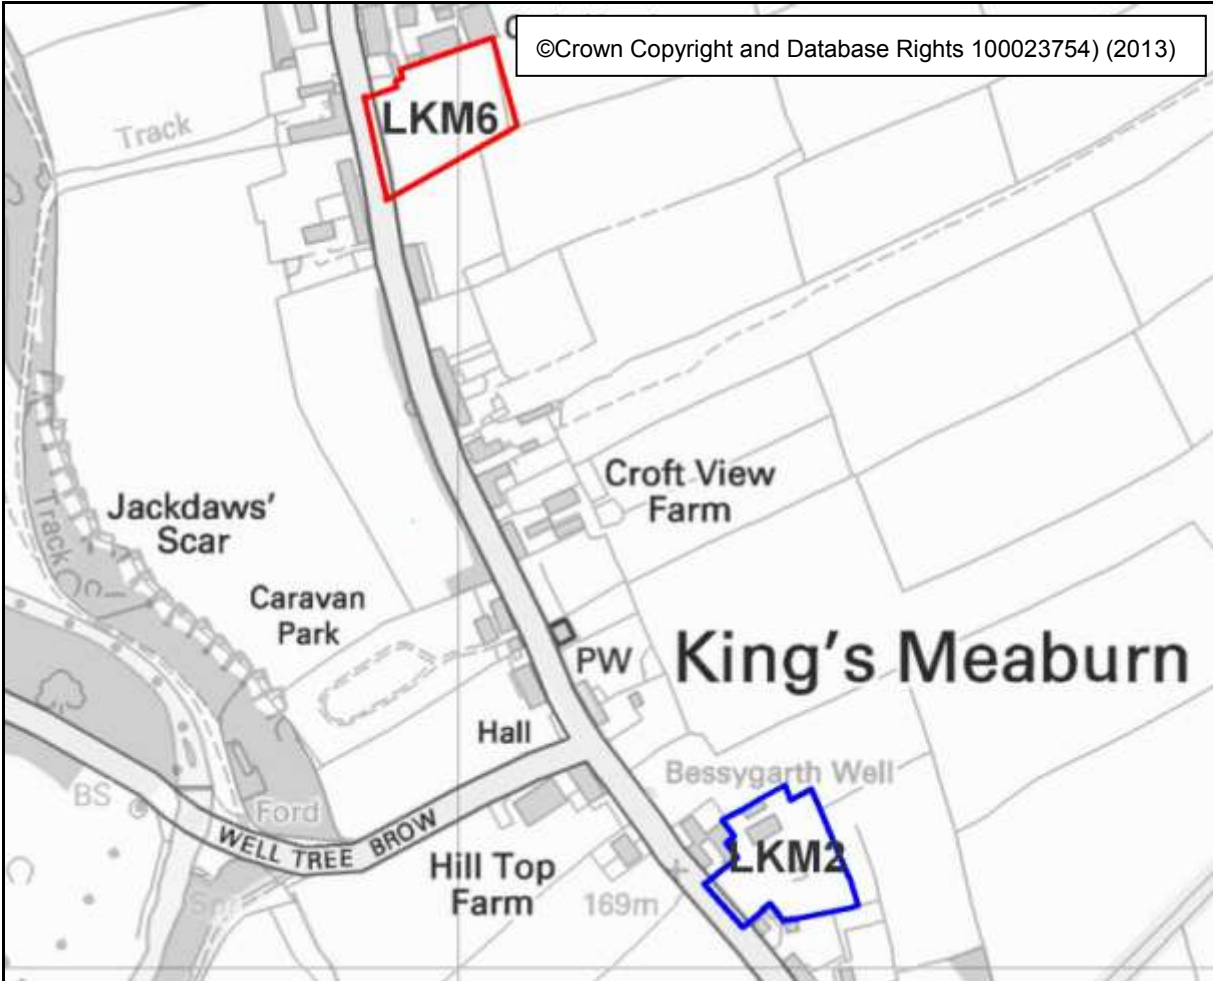 ©Crown Copyright and Database Rights 100023754) (2013)
LKM6
Track
Croft View
Farm
Jackdaws'
Scar
Track
Caravan
Park
PW
King's Meaburn
Hall
Bessygarth Well
BS
Ford
WELL TREE BROW
LKM2
Hill Top
Farm
169m